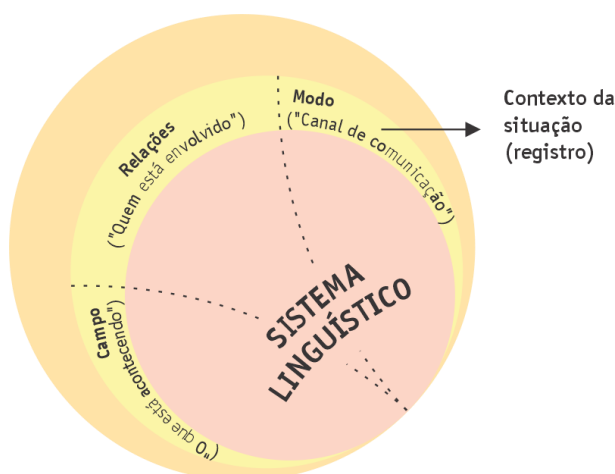 Relações
("Quem está envolvido")
Modo
("Canal de comunicação")
Contexto da
situação
(registro)
Campo
("O que está acontecendo")
SISTEMA
LINGUÍSTICO